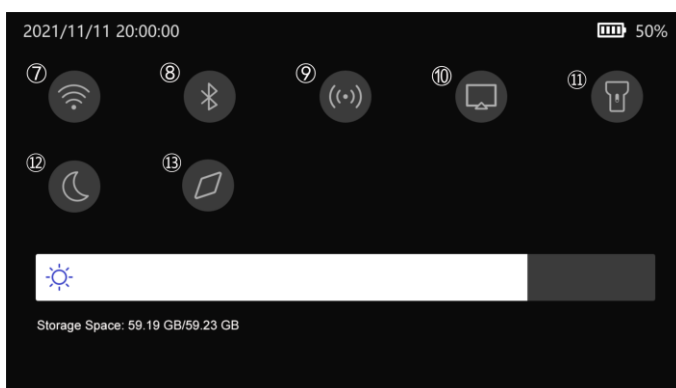 2021/11/11 20:00:00 50%
⑦ ⑧ ⑨ ⑩ ⑪
⑫ ⑬
Storage Space: 59.19 GB/59.23 GB